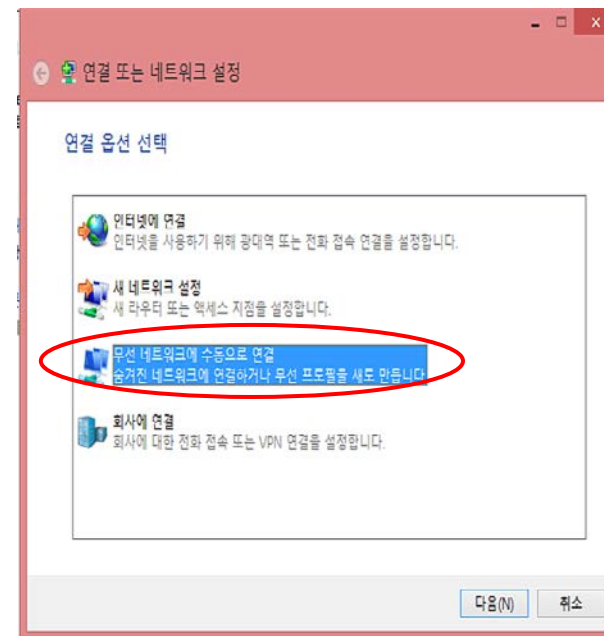 연결 또는 네트워크 설정
연결 옵션 선택
인터넷에 연결
인터넷을 사용하기 위해 광대역 또는 전화 접속 연결을 설정합니다.
새 네트워크 설정
새 라우터 또는 액세스 지점을 설정합니다.
무선 네트워크에 수동으로 연결
숨겨진 네트워크에 연결하거나 무선 프로필을 새로 만듭니다
회사에 연결
회사에 대한 전화 접속 또는 VPN 연결을 설정합니다.
다음(N) 취소